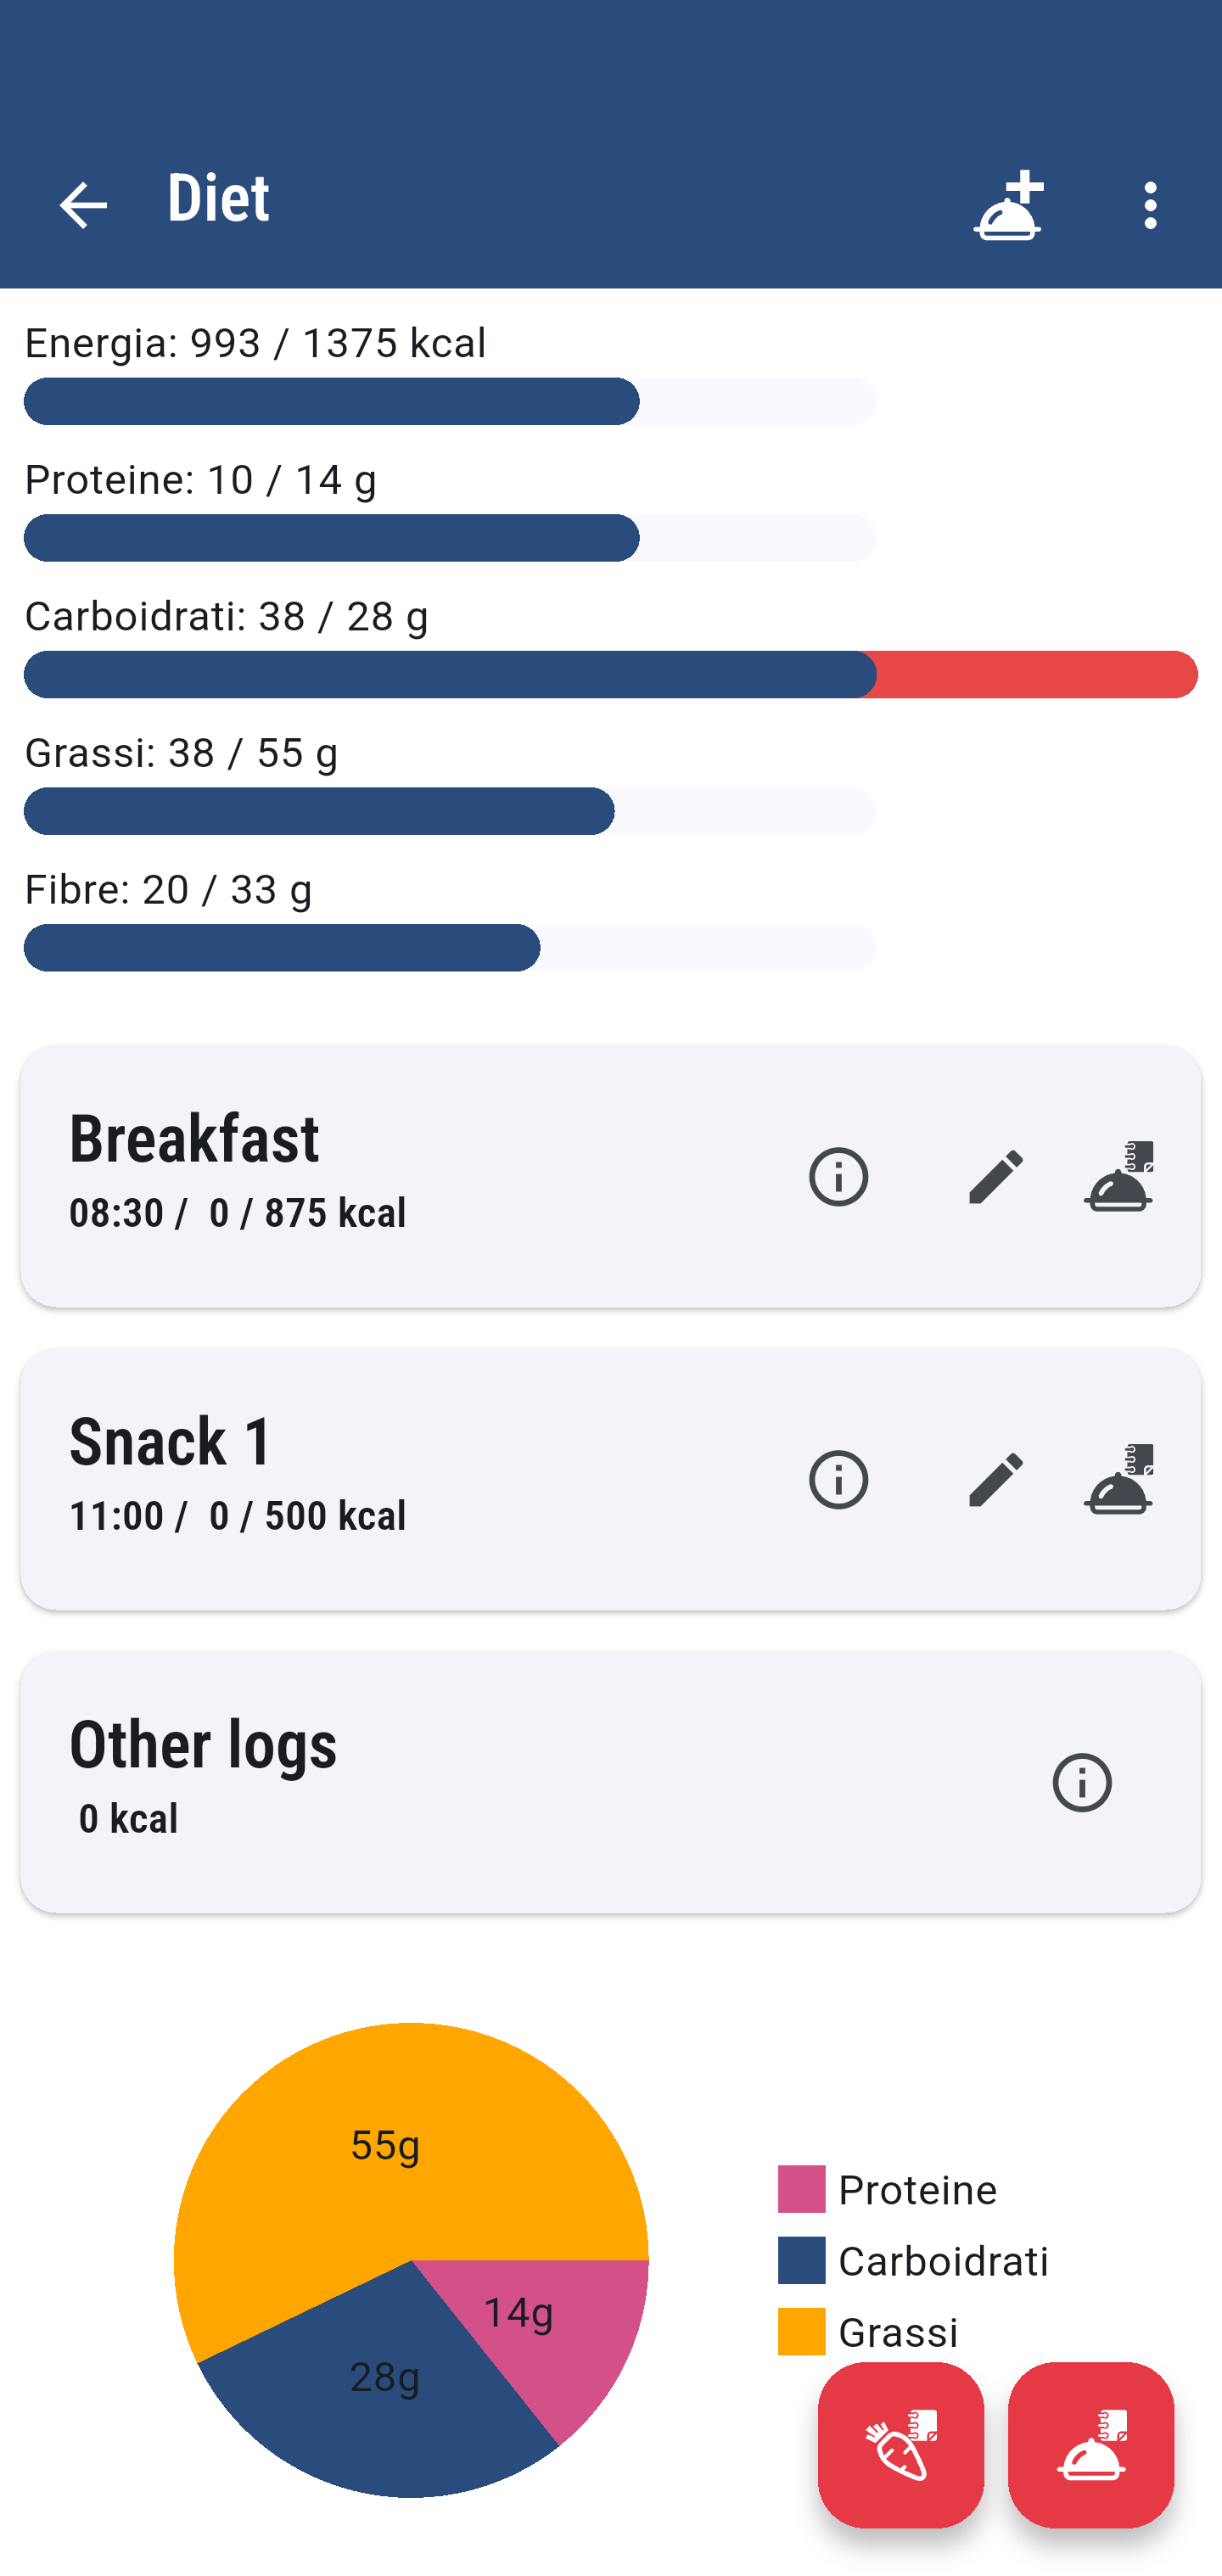 Diet
Energia: 993 / 1375 kcal
Proteine: 10 / 14 g
Carboidrati: 38 / 28 g
Grassi: 38 / 55 g
Fibre: 20 / 33 g
Breakfast
08:30 /  0 / 875 kcal
Snack 1
11:00 /  0 / 500 kcal
Other logs
0 kcal
55g
14g
28g
Proteine
Carboidrati
Grassi